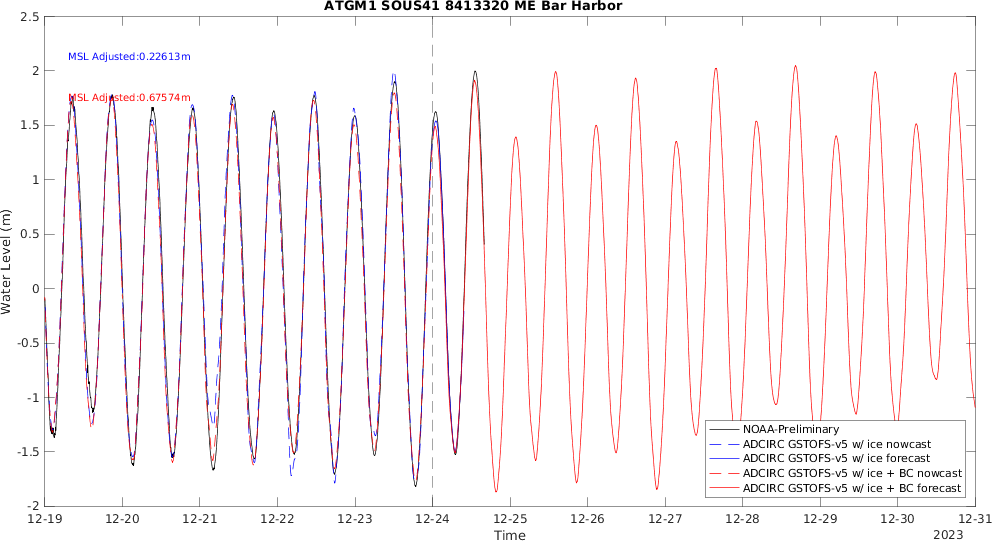 ATGM1 SOUS41 8413320 ME Bar Harbor
2.5
2
1.5
1
0.5
0
-0.5
-1
-1.5
-2
Water Level (m)
MSL Adjusted:0.22613m
MSL Adjusted:0.67574m
NOAA-Preliminary
ADCIRC GSTOFS-v5 w/ ice nowcast
ADCIRC GSTOFS-v5 w/ ice forecast
ADCIRC GSTOFS-v5 w/ ice + BC nowcast
ADCIRC GSTOFS-v5 w/ ice + BC forecast
12-19 12-20 12-21 12-22 12-23 12-24 12-25 12-26 12-27 12-28 12-29 12-30 12-31
Time
2023